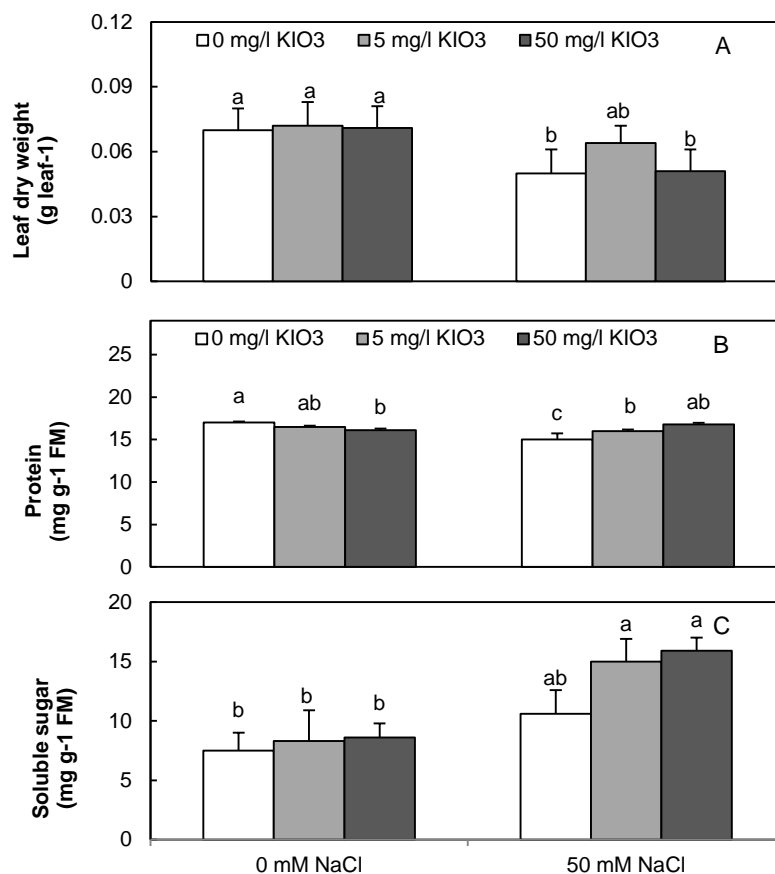 0.12
0 mg/l KIO3 5 mg/l KIO3 50 mg/l KIO3 A
0.09
a a a
ab
b b
0.06
0.03
0
Leaf dry weight
(g leaf-1)
0 mg/l KIO3 5 mg/l KIO3 50 mg/l KIO3
B
25
20
a ab b
c b ab
15
10
5
0
Protein
(mg g-1 FM)
20
C
a a
15
ab
b b b
10
5
0
Soluble sugar
(mg g-1 FM)
0 mM NaCl 50 mM NaCl